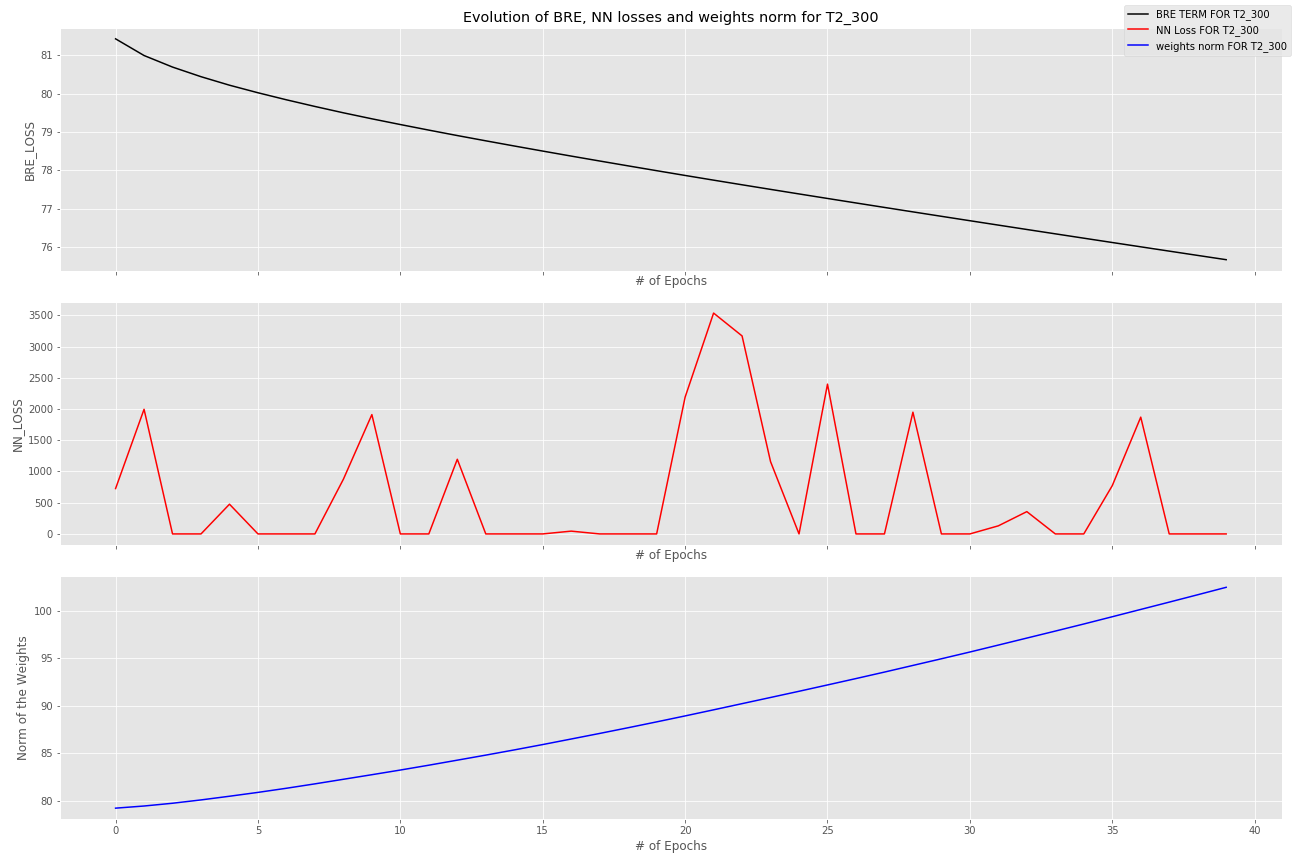 Evolution of BRE, NN losses and weights norm for T2_300
BRE TERM FOR T2_300
NN Loss FOR T2_300
weights norm FOR T2_300
BRE_LOSS
81
80
79
78
77
76
# of Epochs
NN_LOSS
3500
3000
2500
2000
1500
1000
500
0
# of Epochs
Norm of the Weights
100
95
90
85
80
0 5 10 15 20 25 30 35 40
# of Epochs